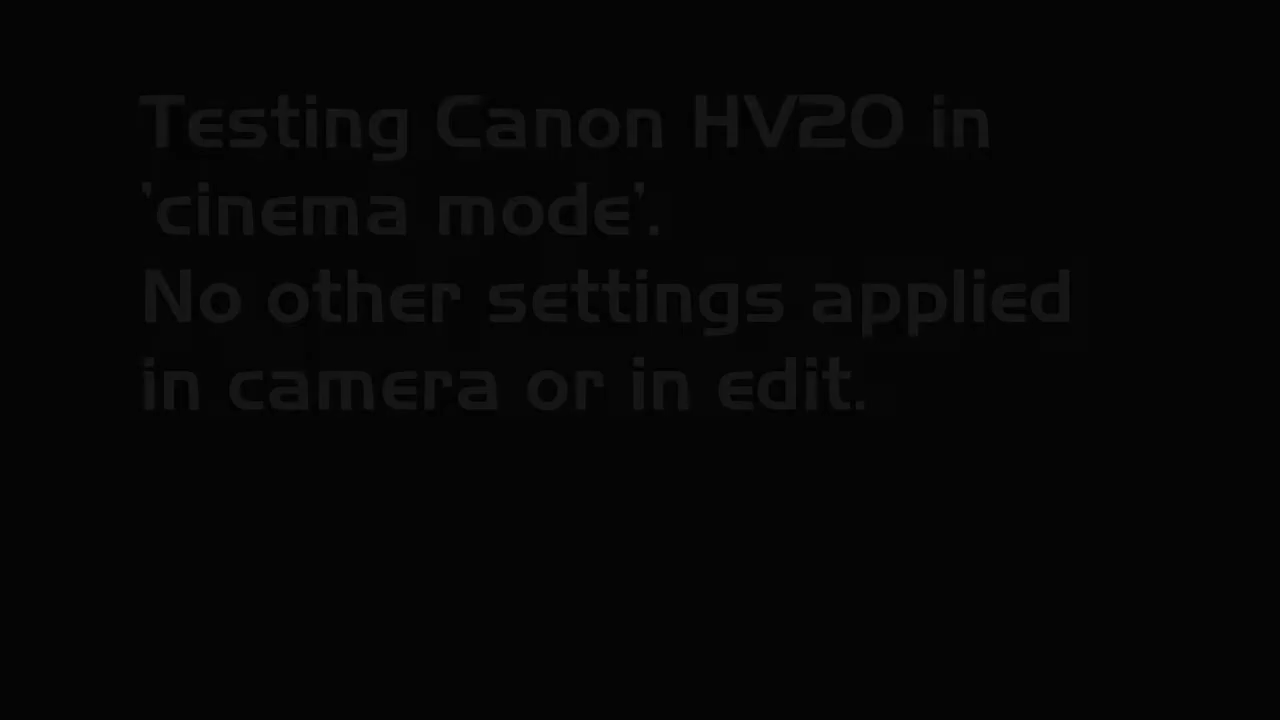 Testing Canon HV20 in
'cinema mode'.
No other settings applied
in camera or in edit.